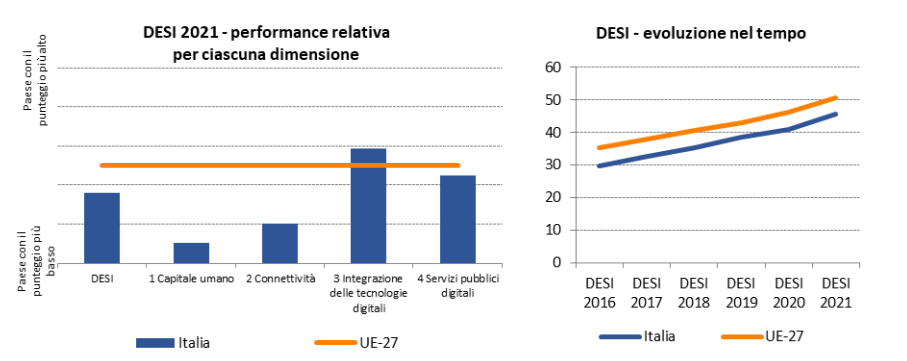 DESI 2021 - performance relativa
per ciascuna dimensione
Paese con il
punteggio più alto
Paese con il
punteggio più
basso
DESI
1 Capitale umano
2 Connettività
3 Integrazione
delle tecnologie
digitali
4 Servizi pubblici
digitali
Italia
UE-27
DESI - evoluzione nel tempo
60
50
40
30
20
10
0
DESI
2016
DESI
2017
DESI
2018
DESI
2019
DESI
2020
DESI
2021
Italia
UE-27